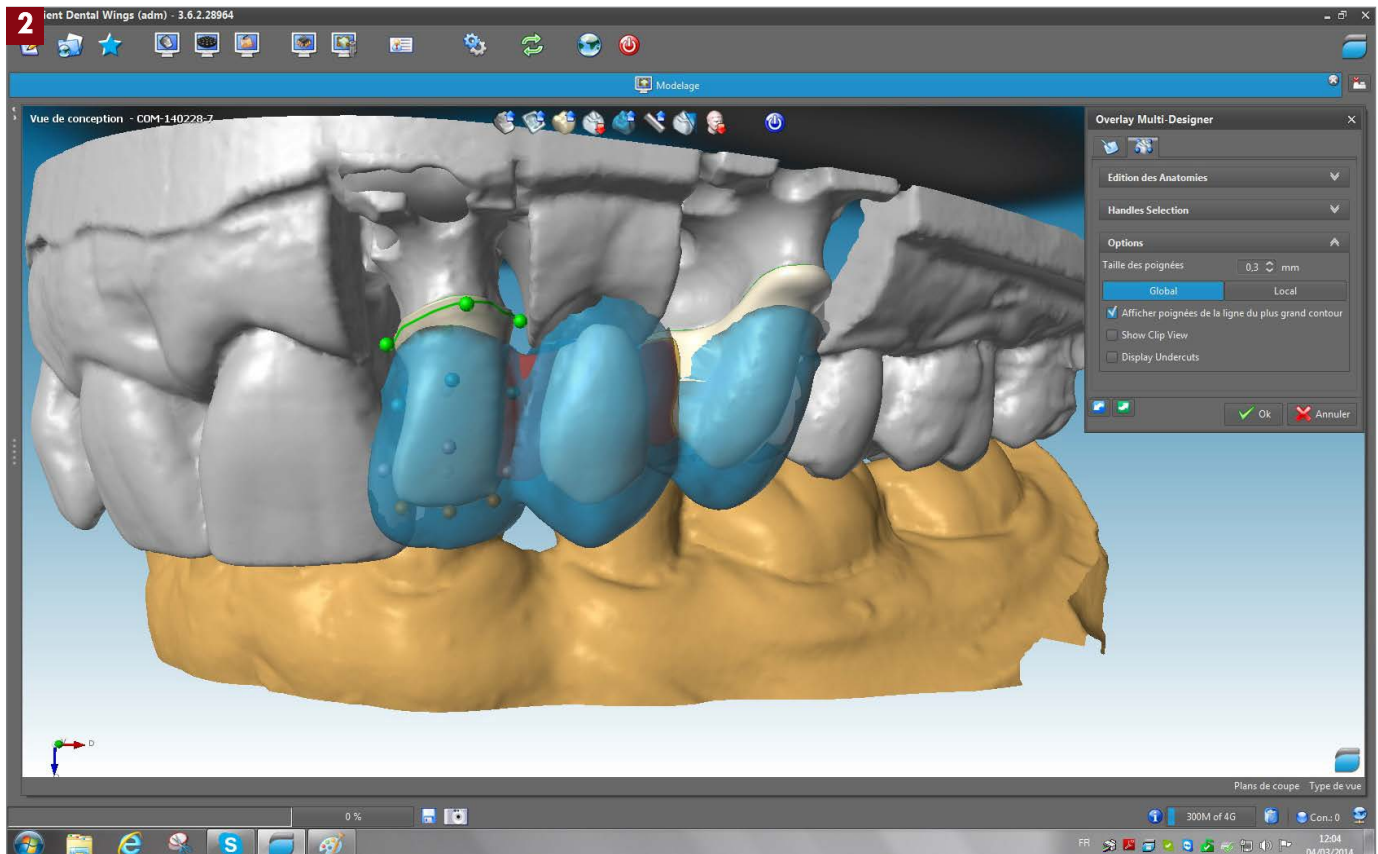 2
ient Dental Wings (adm) - 3.6.2.28964
Modelage
Vue de conception - COM-140228-7
Overlay Multi-Designer
Edition des Anatomies
Handles Selection
Options
Taille des poignées 0,3 mm
Global Local
Afficher poignées de la ligne du plus grand contour
Show Clip View
Display Undercuts
Ok Annuler
D
Plans de coupe Type de vue
0 % 300M of 4G Con.: 0
FR 12:04
04/03/2014